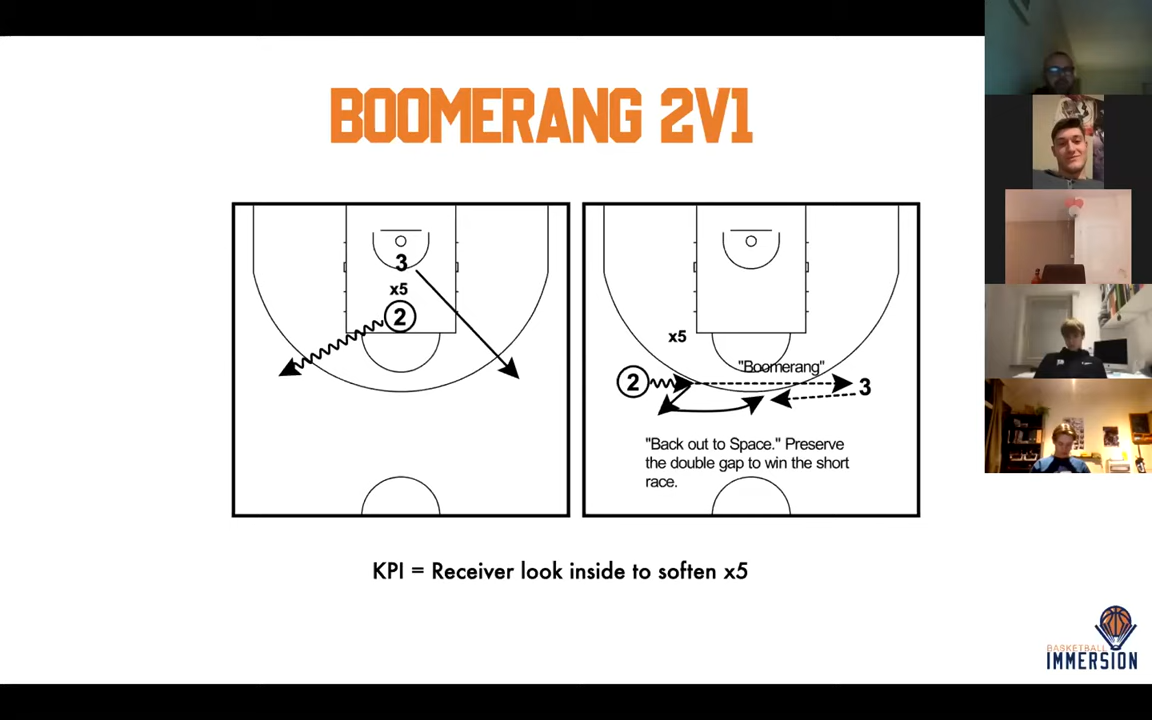 BOOMERANG 2V1
3
x5
2
x5
"Boomerang"
2
3
"Back out to Space." Preserve
the double gap to win the short
race.
KPI = Receiver look inside to soften x5
BASKETBALL
IMMERSION